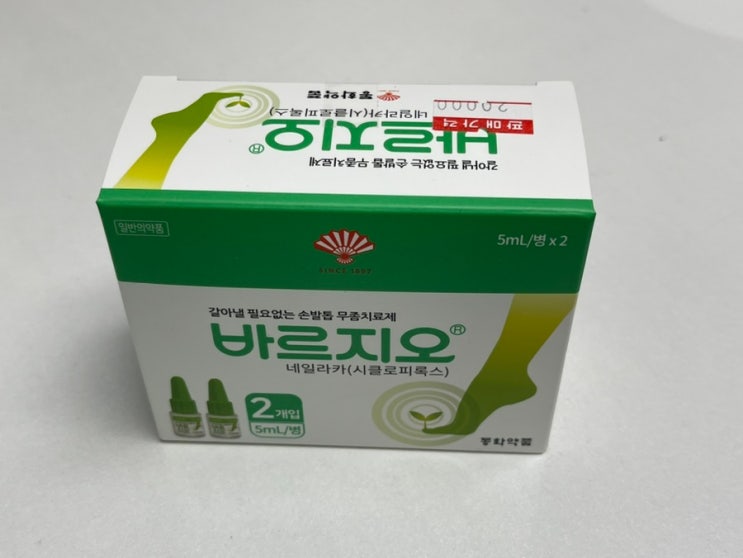 동화약품
네일라카(시클로피록스)
바르지오®
갈아낼 필요없는 손발톱 무좀치료제
판매가격
20000
일반의약품
5mL/병 x 2
SINCE 1897
갈아낼 필요없는 손발톱 무좀치료제
바르지오®
네일라카(시클로피록스)
2개입
5mL/병
동화약품